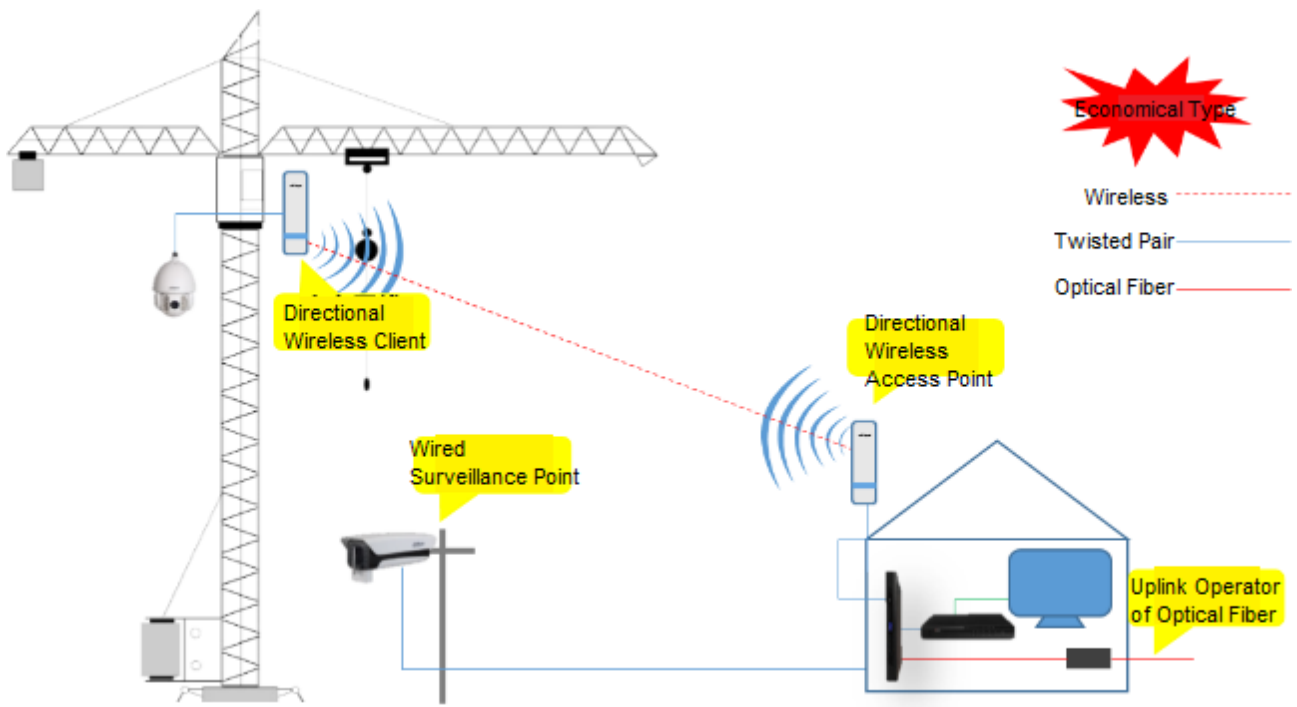 Economical Type
Wireless
Twisted Pair
Optical Fiber
Directional
Wireless Client
Directional
Wireless
Access Point
Wired
Surveillance Point
Uplink Operator
of Optical Fiber